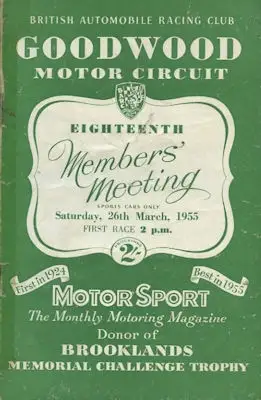 BRITISH AUTOMOBILE RACING CLUB
GOODWOOD
MOTOR CIRCUIT
EIGHTEENTH
Members' Meeting
SPORTS CARS ONLY
Saturday, 26th March, 1955
FIRST RACE 2 p.m.
PROGRAMME
2/-
First in 1924
Best in 1955
MOTOR SPORT
The Monthly Motoring Magazine
Donor of
BROOKLANDS
MEMORIAL CHALLENGE TROPHY